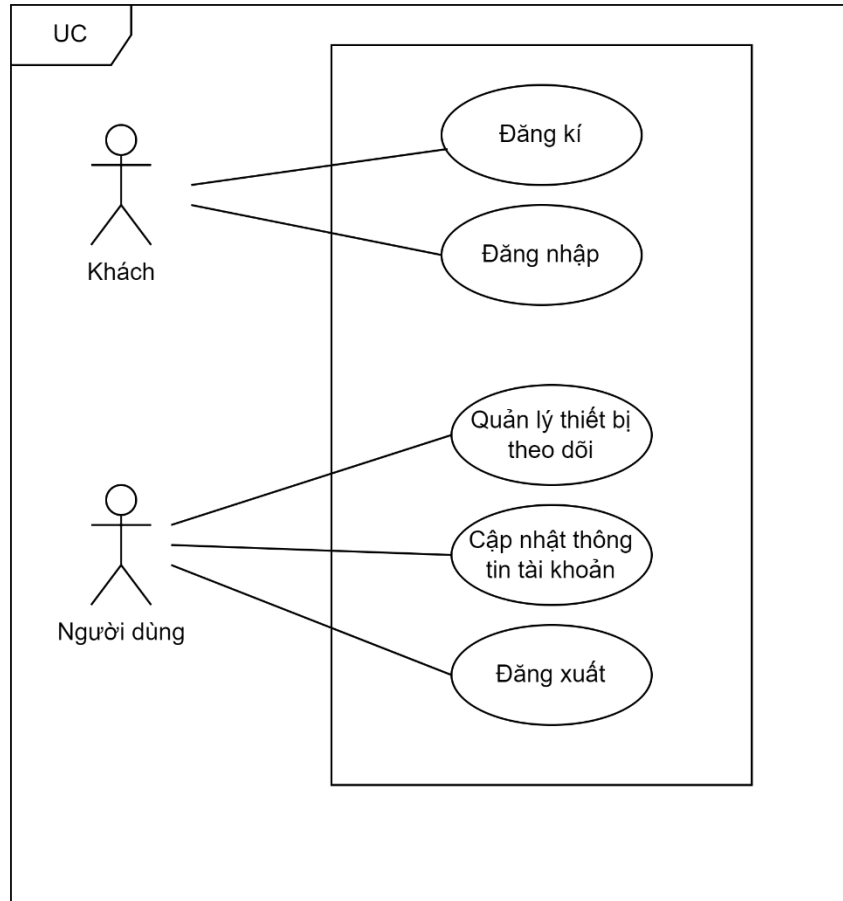 UC
Đăng kí
Đăng nhập
Khách
Quản lý thiết bị
theo dõi
Cập nhật thông
tin tài khoản
Người dùng
Đăng xuất